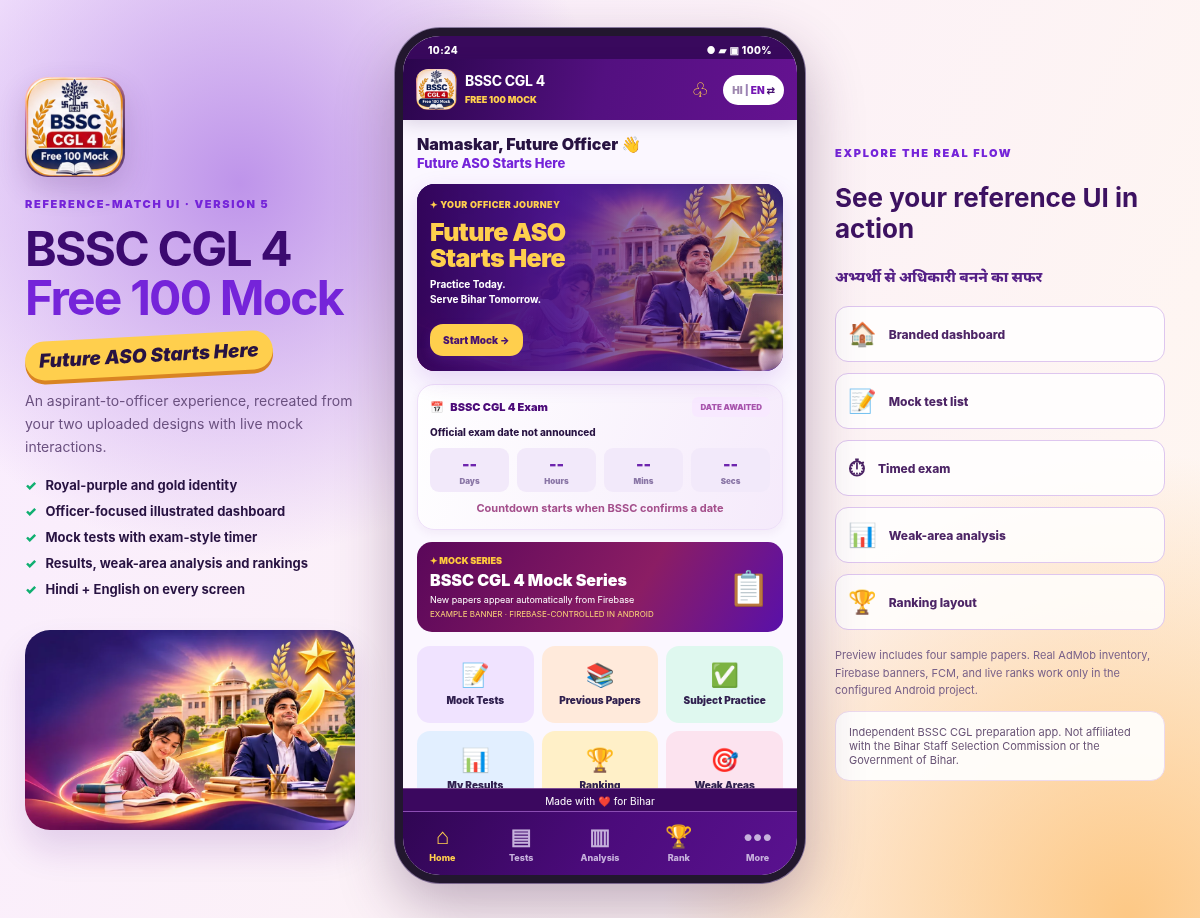 BSSC
CGL 4
Free 100 Mock
REFERENCE-MATCH UI · VERSION 5
BSSC CGL 4
Free 100 Mock
Future ASO Starts Here
An aspirant-to-officer experience, recreated from
your two uploaded designs with live mock
interactions.
✓ Royal-purple and gold identity
✓ Officer-focused illustrated dashboard
✓ Mock tests with exam-style timer
✓ Results, weak-area analysis and rankings
✓ Hindi + English on every screen
10:24
100%
BSSC
CGL 4
Free 100 Mock
BSSC CGL 4
FREE 100 MOCK
HI | EN ⇄
Namaskar, Future Officer 👋
Future ASO Starts Here
✦ YOUR OFFICER JOURNEY
Future ASO
Starts Here
Practice Today.
Serve Bihar Tomorrow.
Start Mock →
📅 BSSC CGL 4 Exam
DATE AWAITED
Official exam date not announced
-- -- -- --
Days Hours Mins Secs
Countdown starts when BSSC confirms a date
✦ MOCK SERIES
BSSC CGL 4 Mock Series
New papers appear automatically from Firebase
EXAMPLE BANNER · FIREBASE-CONTROLLED IN ANDROID
Mock Tests Previous Papers Subject Practice
My Results Ranking Weak Areas
Made with ❤️ for Bihar
Home Tests Analysis Rank More
EXPLORE THE REAL FLOW
See your reference UI in
action
अभ्यर्थी से अधिकारी बनने का सफर
Branded dashboard
Mock test list
Timed exam
Weak-area analysis
Ranking layout
Preview includes four sample papers. Real AdMob inventory,
Firebase banners, FCM, and live ranks work only in the
configured Android project.
Independent BSSC CGL preparation app. Not affiliated
with the Bihar Staff Selection Commission or the
Government of Bihar.